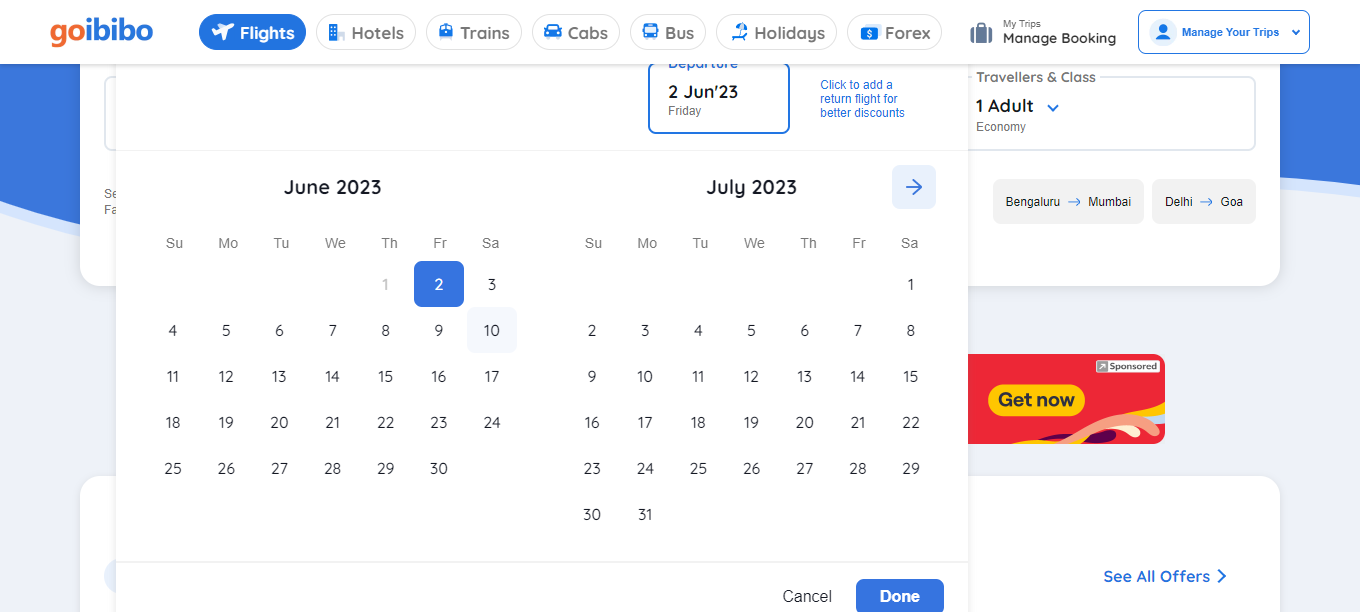 goibibo
Flights
Hotels
Trains
Cabs
Bus
Holidays
Forex
My Trips
Manage Booking
Manage Your Trips
Departure
2 Jun'23
Friday
Click to add a
return flight for
better discounts
Travellers & Class
1 Adult
Economy
Se
Fa
Bengaluru → Mumbai
Delhi → Goa
June 2023
Su Mo Tu We Th Fr Sa
1 2 3
4 5 6 7 8 9 10
11 12 13 14 15 16 17
18 19 20 21 22 23 24
25 26 27 28 29 30
July 2023
Su Mo Tu We Th Fr Sa
1
2 3 4 5 6 7 8
9 10 11 12 13 14 15
16 17 18 19 20 21 22
23 24 25 26 27 28 29
30 31
Sponsored
Get now
See All Offers
Cancel
Done